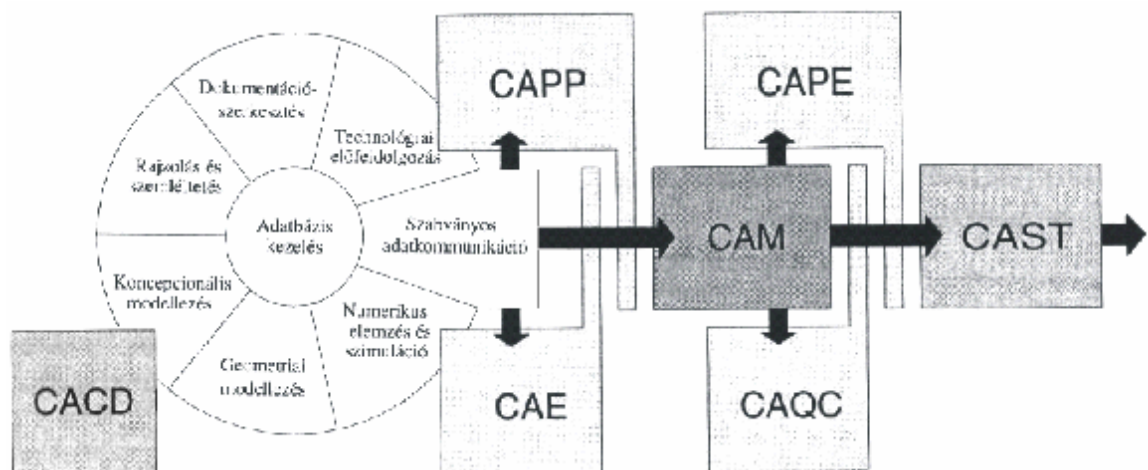 CAPP
CAPE
Dokumentáció-
szerkesztés
Technológiai
előfeldolgozás
Rajzolás és
szemléltetés
Adatbázis
kezelés
Szabványos
adatkommunikáció
CAM
CAST
Koncepcionális
modellezés
Numerikus
elemzés és
szimuláció
Geometriai
modellezés
CACD
CAE
CAQC